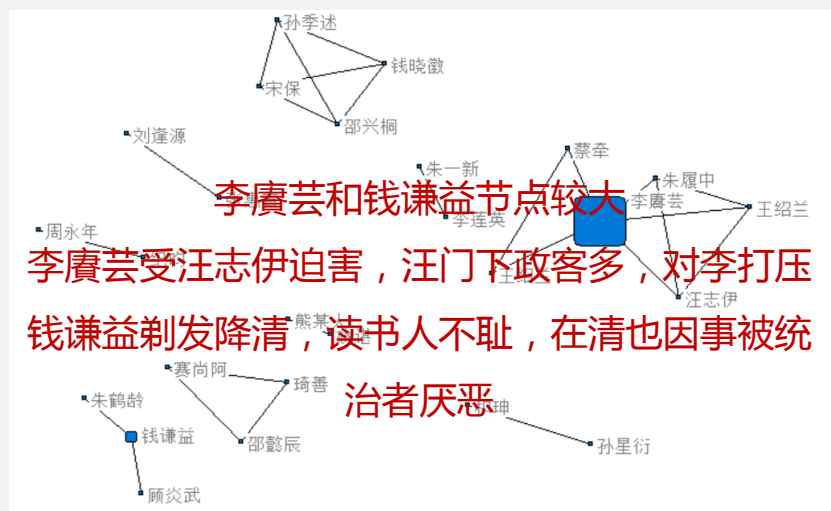 孙季述
钱晓徽
宋保
邵兴桐
刘逢源
蔡牵
朱一新
朱履中
李赓芸
王绍兰
李莲英
周永年
王绍兰
汪志伊
李赓芸和钱谦益节点较大
李赓芸受汪志伊迫害，汪门下政客多，对李打压
钱谦益剃发降清，读书人不耻，在清也因事被统
治者厌恶
赛尚阿
琦善
朱鹤龄
钱谦益
邵懿辰
孙星衍
顾炎武